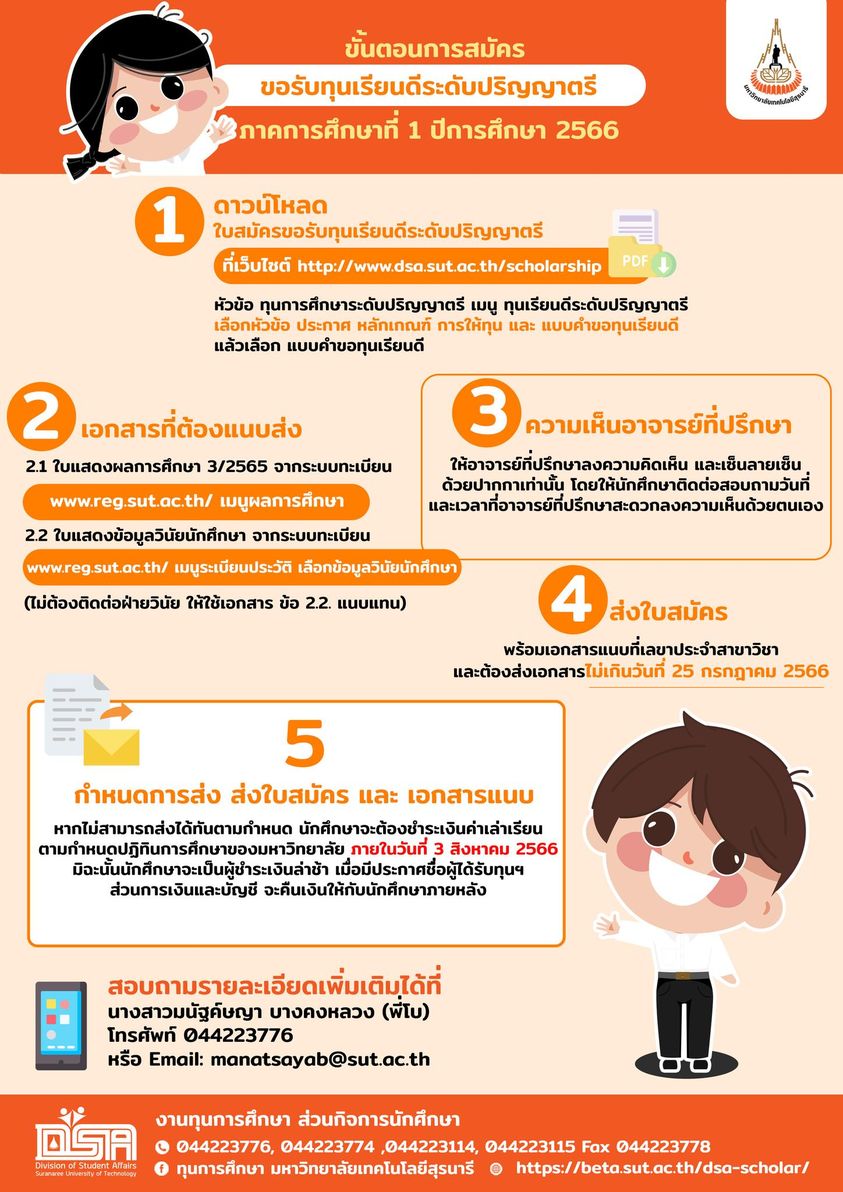 ขั้นตอนการสมัคร
ขอรับทุนเรียนดีระดับปริญญาตรี
ภาคการศึกษาที่ 1 ปีการศึกษา 2566
มหาวิทยาลัยเทคโนโลยีสุรนารี
1 ดาวน์โหลด
ใบสมัครขอรับทุนเรียนดีระดับปริญญาตรี
ที่เว็บไซต์ http://www.dsa.sut.ac.th/scholarship
PDF
หัวข้อ ทุนการศึกษาระดับปริญญาตรี เมนู ทุนเรียนดีระดับปริญญาตรี
เลือกหัวข้อ ประกาศ หลักเกณฑ์ การให้ทุน และ แบบคำขอทุนเรียนดี
แล้วเลือก แบบคำขอทุนเรียนดี
2 เอกสารที่ต้องแนบส่ง
2.1 ใบแสดงผลการศึกษา 3/2565 จากระบบทะเบียน
www.reg.sut.ac.th/ เมนูผลการศึกษา
2.2 ใบแสดงข้อมูลวินัยนักศึกษา จากระบบทะเบียน
www.reg.sut.ac.th/ เมนูระเบียนประวัติ เลือกข้อมูลวินัยนักศึกษา
(ไม่ต้องติดต่อฝ่ายวินัย ให้ใช้เอกสาร ข้อ 2.2. แนบแทน)
3 ความเห็นอาจารย์ที่ปรึกษา
ให้อาจารย์ที่ปรึกษาลงความคิดเห็น และเซ็นลายเซ็น
ด้วยปากกาเท่านั้น โดยให้นักศึกษาติดต่อสอบถามวันที่
และเวลาที่อาจารย์ที่ปรึกษาสะดวกลงความเห็นด้วยตนเอง
4 ส่งใบสมัคร
พร้อมเอกสารแนบที่เลขาประจำสาขาวิชา
และต้องส่งเอกสารไม่เกินวันที่ 25 กรกฎาคม 2566
5
กำหนดการส่ง ส่งใบสมัคร และ เอกสารแนบ
หากไม่สามารถส่งได้ทันตามกำหนด นักศึกษาจะต้องชำระเงินค่าเล่าเรียน
ตามกำหนดปฏิทินการศึกษาของมหาวิทยาลัย ภายในวันที่ 3 สิงหาคม 2566
มิฉะนั้นนักศึกษาจะเป็นผู้ชำระเงินล่าช้า เมื่อมีประกาศชื่อผู้ได้รับทุนฯ
ส่วนการเงินและบัญชี จะคืนเงินให้กับนักศึกษาภายหลัง
สอบถามรายละเอียดเพิ่มเติมได้ที่
นางสาวมนัฐค์ษญา บางคงหลวง (พี่โบ)
โทรศัพท์ 044223776
หรือ Email: manatsayab@sut.ac.th
DSA
Division of Student Affairs
Suranaree University of Technology
งานทุนการศึกษา ส่วนกิจการนักศึกษา
044223776, 044223774 ,044223114, 044223115 Fax 044223778
ทุนการศึกษา มหาวิทยาลัยเทคโนโลยีสุรนารี https://beta.sut.ac.th/dsa-scholar/